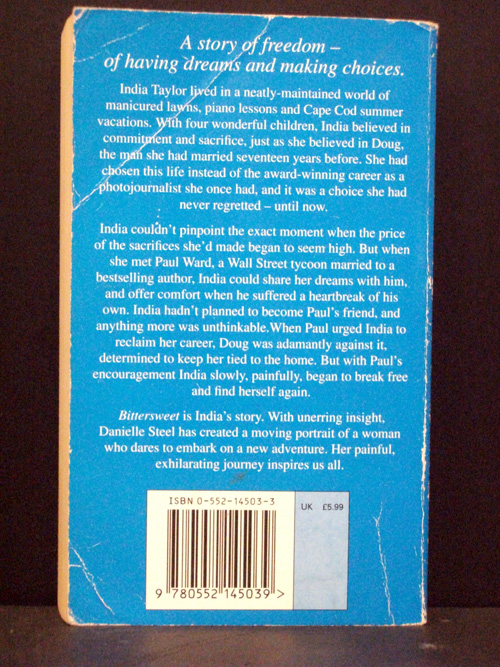 A story of freedom –
of having dreams and making choices.
India Taylor lived in a neatly-maintained world of
manicured lawns, piano lessons and Cape Cod summer
vacations. With four wonderful children, India believed in
commitment and sacrifice, just as she believed in Doug,
the man she had married seventeen years before. She had
chosen this life instead of the award-winning career as a
photojournalist she once had, and it was a choice she had
never regretted – until now.
India couldn't pinpoint the exact moment when the price
of the sacrifices she'd made began to seem high. But when
she met Paul Ward, a Wall Street tycoon married to a
bestselling author, India could share her dreams with him,
and offer comfort when he suffered a heartbreak of his
own. India hadn't planned to become Paul's friend, and
anything more was unthinkable.When Paul urged India to
reclaim her career, Doug was adamantly against it,
determined to keep her tied to the home. But with Paul's
encouragement India slowly, painfully, began to break free
and find herself again.
Bittersweet is India's story. With unerring insight,
Danielle Steel has created a moving portrait of a woman
who dares to embark on a new adventure. Her painful,
exhilarating journey inspires us all.
ISBN 0-552-14503-3
UK £5.99
9 780552 145039 >